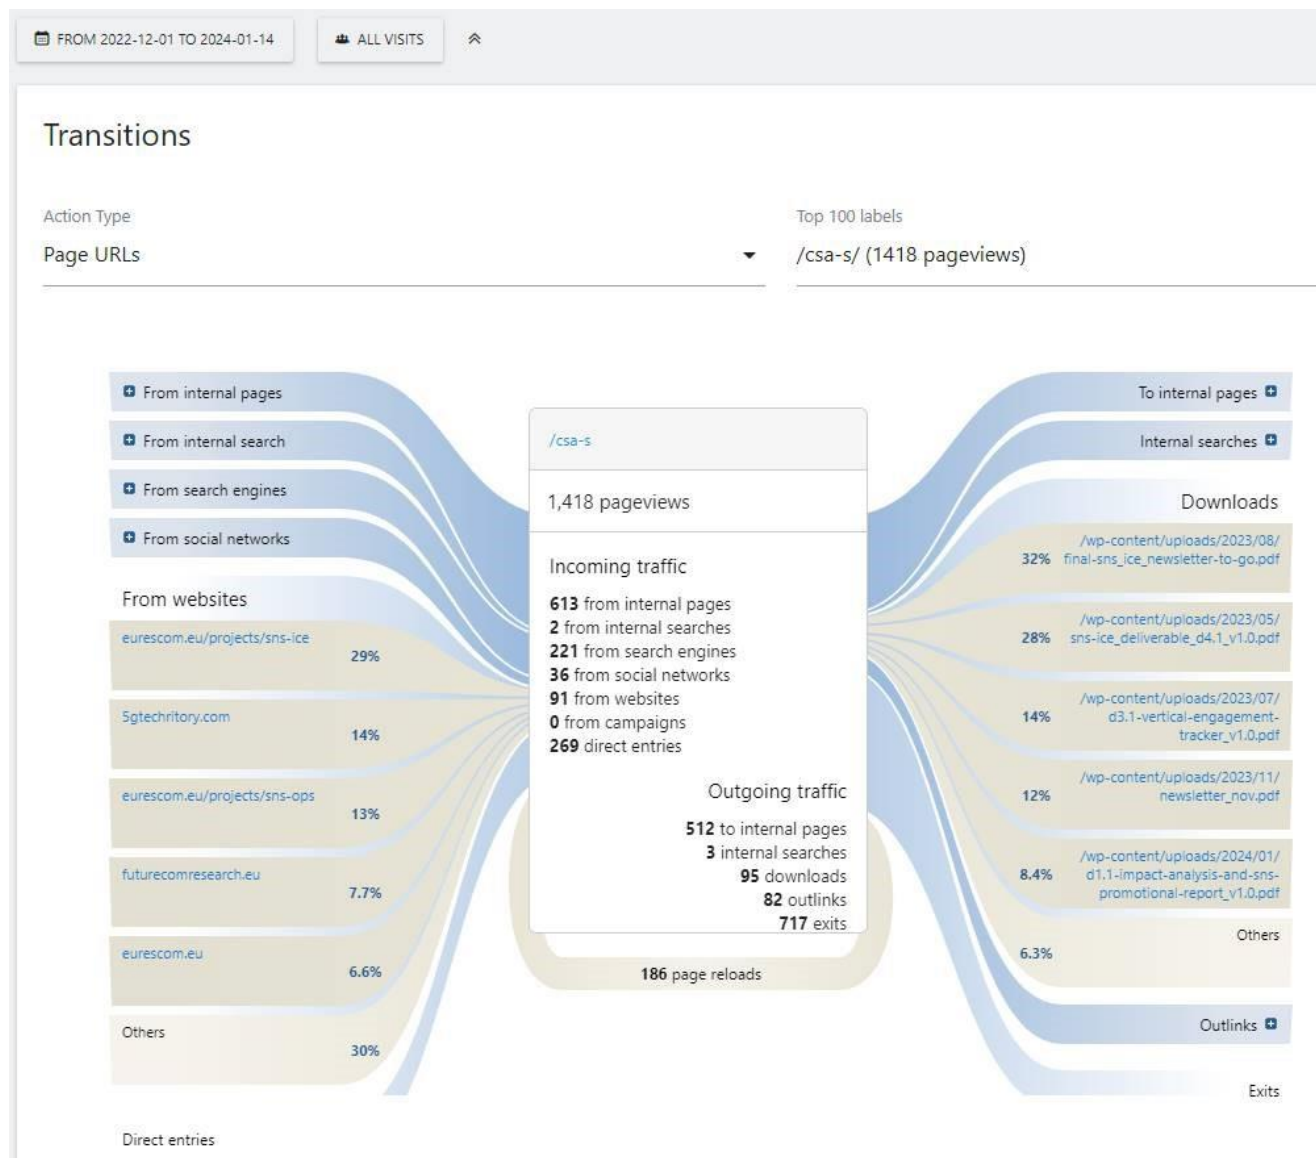 FROM 2022-12-01 TO 2024-01-14
ALL VISITS
Transitions
Action Type
Page URLs
Top 100 labels
/csa-s/ (1418 pageviews)
From internal pages
From internal search
From search engines
From social networks
From websites
eurescom.eu/projects/sns-ice
29%
5gtechritory.com
14%
eurescom.eu/projects/sns-ops
13%
futurecomresearch.eu
7.7%
eurescom.eu
6.6%
Others
30%
Direct entries
/csa-s
1,418 pageviews
Incoming traffic
613 from internal pages
2 from internal searches
221 from search engines
36 from social networks
91 from websites
0 from campaigns
269 direct entries
Outgoing traffic
512 to internal pages
3 internal searches
95 downloads
82 outlinks
717 exits
186 page reloads
To internal pages
Internal searches
Downloads
/wp-content/uploads/2023/08/
32% final-sns_ice_newsletter-to-go.pdf
/wp-content/uploads/2023/05/
28% sns-ice_deliverable_d4.1_v1.0.pdf
/wp-content/uploads/2023/07/
14% d3.1-vertical-engagement-
tracker_v1.0.pdf
/wp-content/uploads/2023/11/
12% newsletter_nov.pdf
/wp-content/uploads/2024/01/
8.4% d1.1-impact-analysis-and-sns-
promotional-report_v1.0.pdf
Others
6.3%
Outlinks
Exits